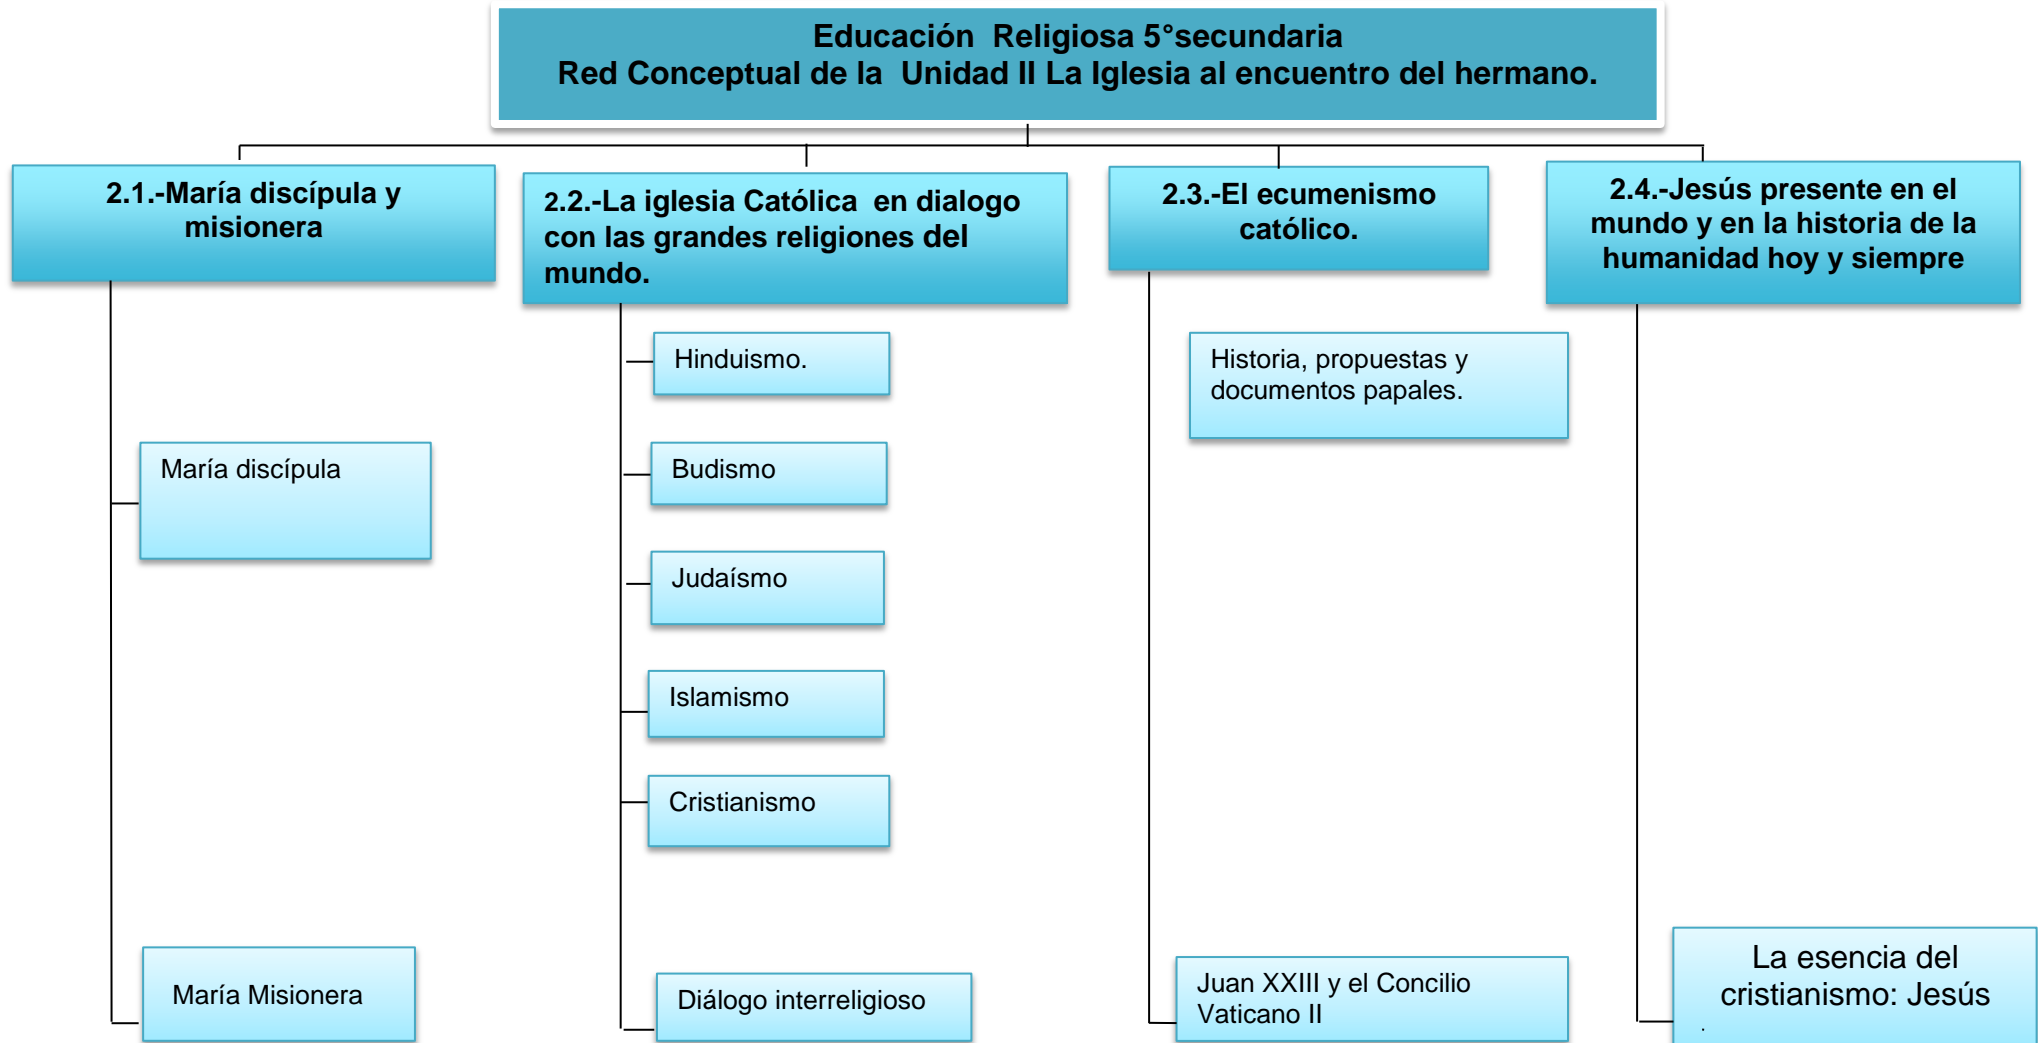 Educación  Religiosa 5°secundaria
Red Conceptual de la  Unidad II La Iglesia al encuentro del hermano.
2.1.-María discípula y
misionera
2.2.-La iglesia Católica  en dialogo
con las grandes religiones del
mundo.
2.3.-El ecumenismo
católico.
2.4.-Jesús presente en el
mundo y en la historia de la
humanidad hoy y siempre
María discípula
María Misionera
Hinduismo.
Budismo
Judaísmo
Islamismo
Cristianismo
Diálogo interreligioso
Historia, propuestas y
documentos papales.
Juan XXIII y el Concilio
Vaticano II
La esencia del
cristianismo: Jesús
.